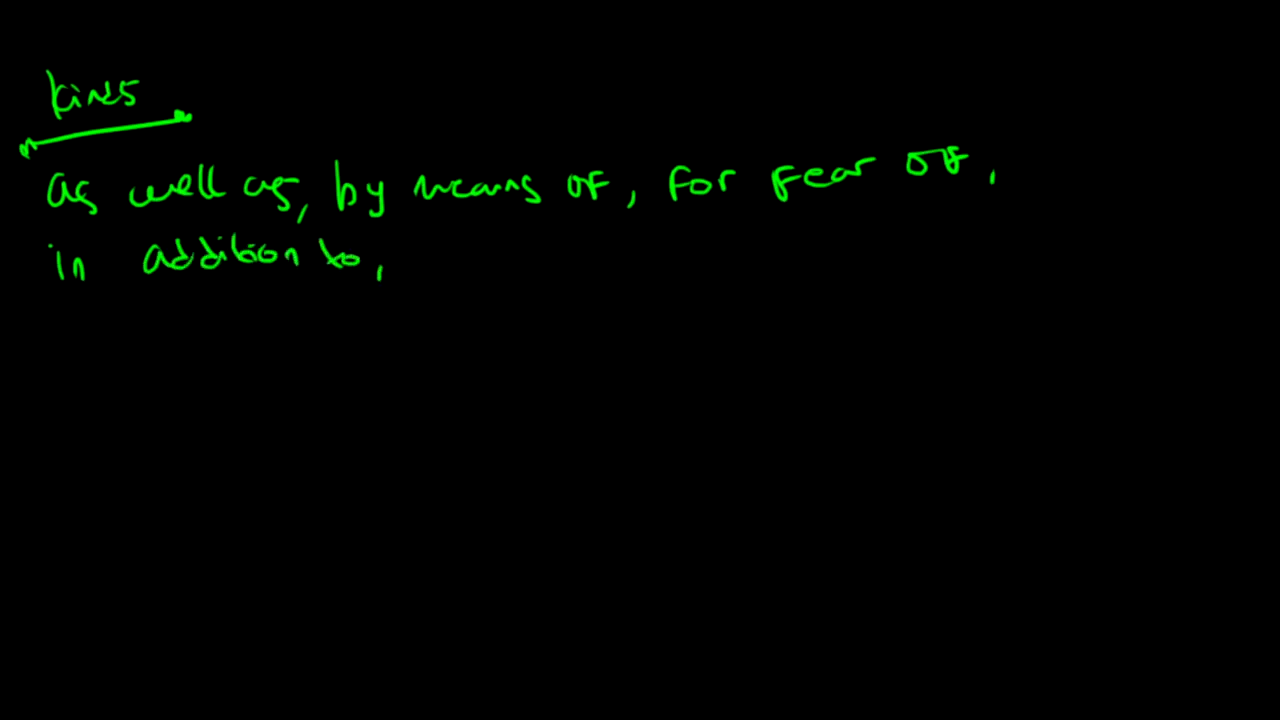 kinds
as well as, by means of, for fear of,
in addition to,